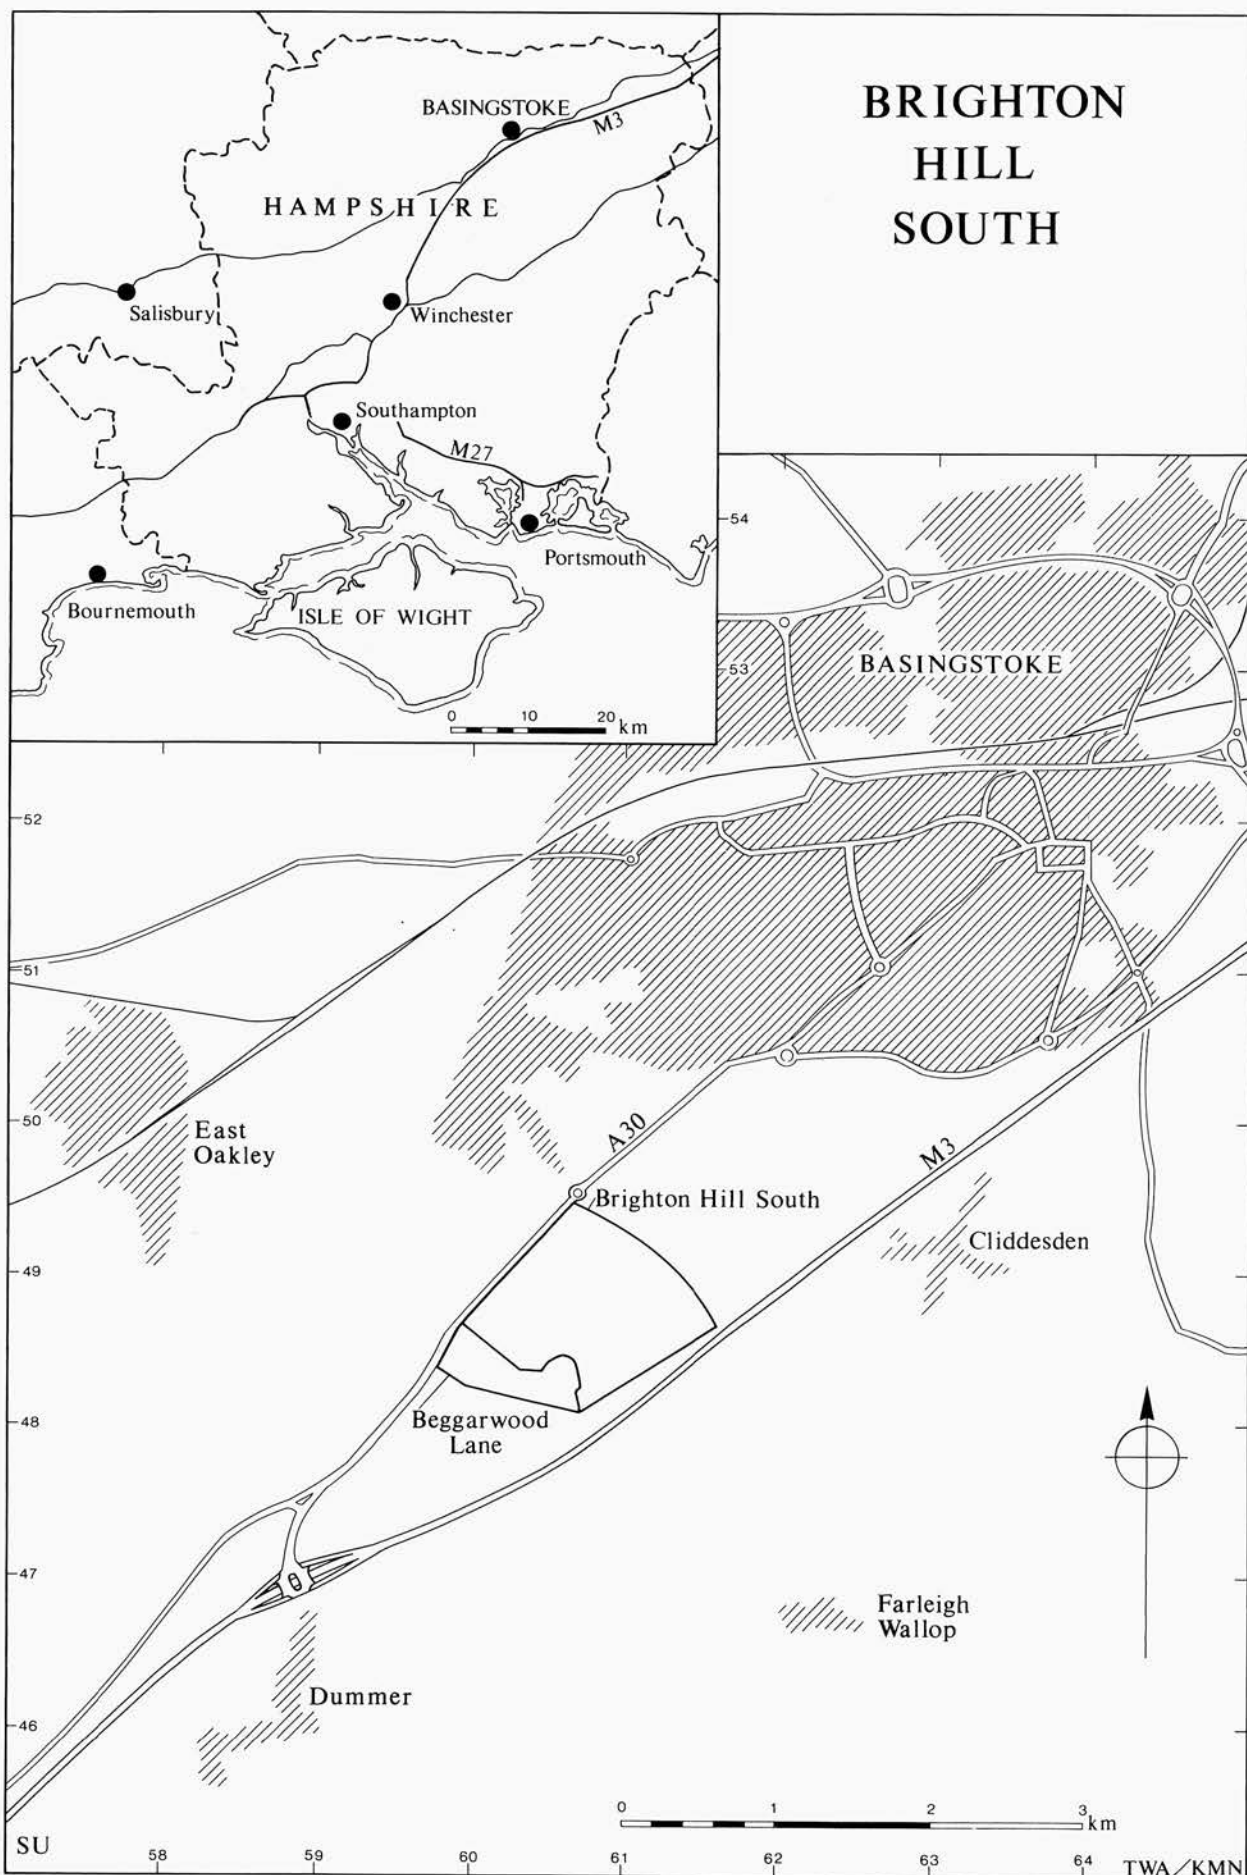 BRIGHTON
HILL
SOUTH
BASINGSTOKE
M3
HAMPSHIRE
Salisbury
Winchester
Southampton
M27
Portsmouth
Bournemouth
ISLE OF WIGHT
0 10 20 km
54
53
BASINGSTOKE
52
51
50
East
Oakley
A30
M3
Brighton Hill South
Cliddesden
49
48
Beggarwood
Lane
47
Farleigh
Wallop
Dummer
46
0 1 2 3 km
SU
58 59 60 61 62 63 64
TWA/KMN